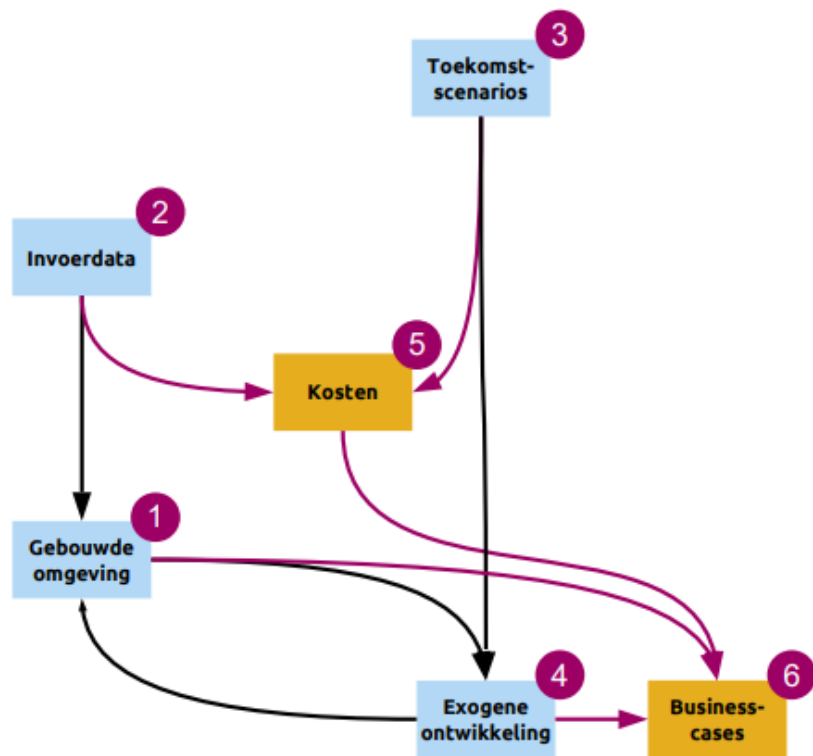 3
Toekomst-
scenarios
2
Invoerdata
5
Kosten
1
Gebouwde
omgeving
4
Exogene
ontwikkeling
6
Business-
cases